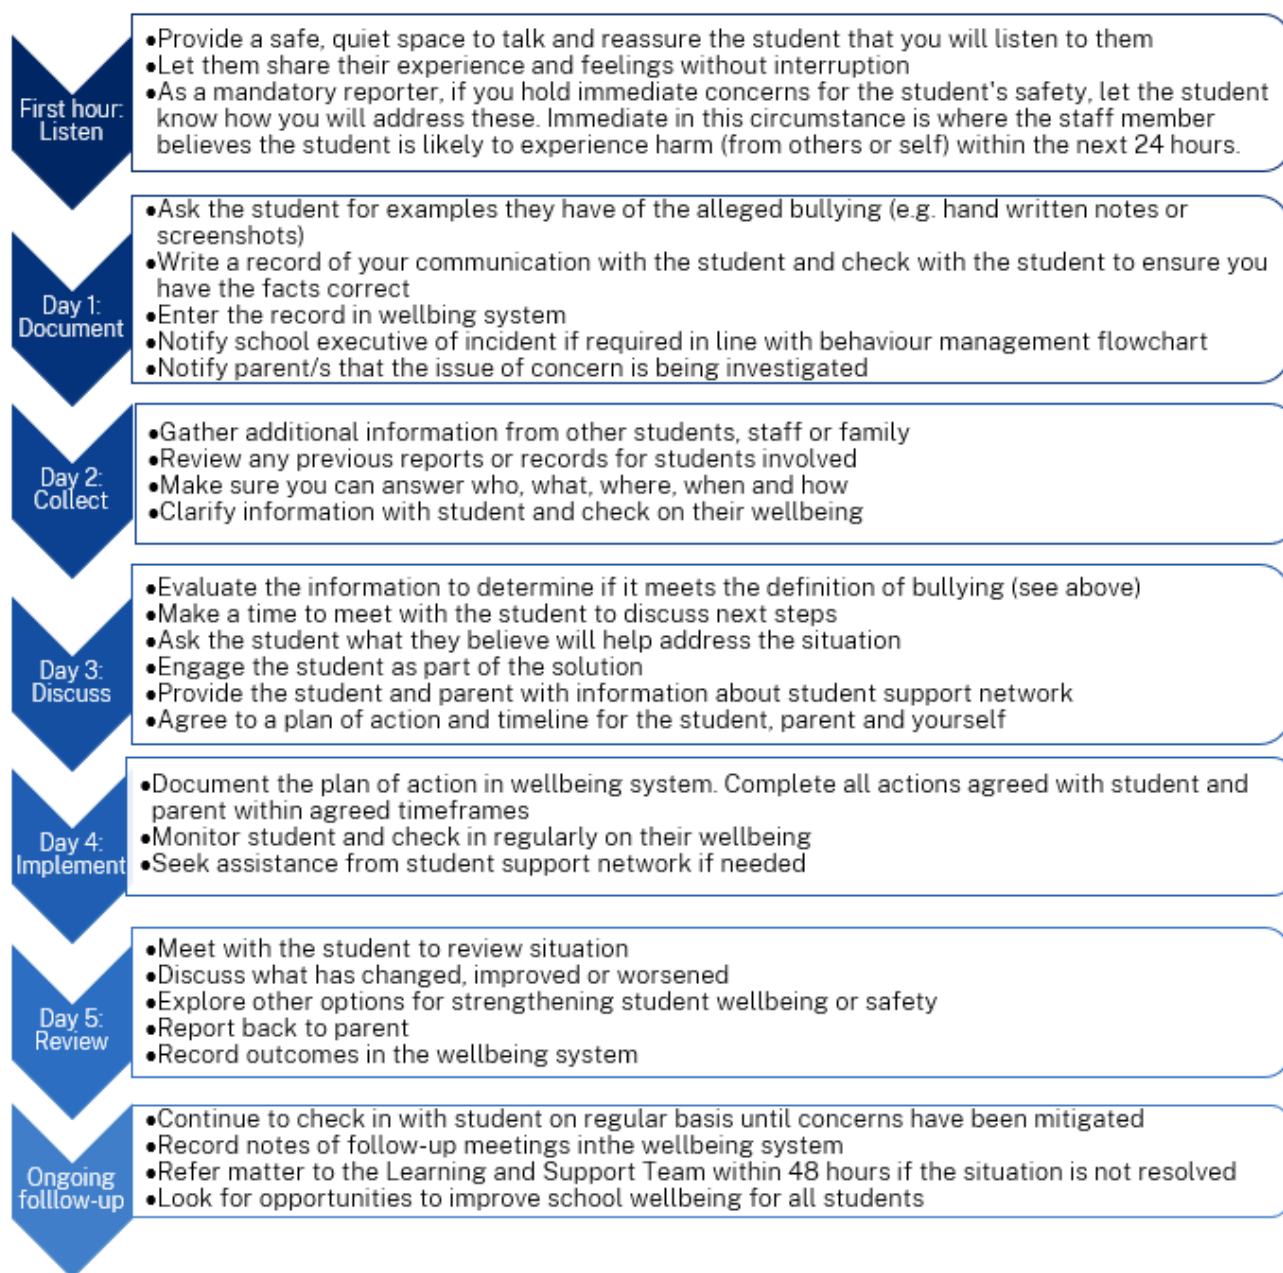 First hour:
Listen
•Provide a safe, quiet space to talk and reassure the student that you will listen to them
•Let them share their experience and feelings without interruption
•As a mandatory reporter, if you hold immediate concerns for the student's safety, let the student
know how you will address these. Immediate in this circumstance is where the staff member
believes the student is likely to experience harm (from others or self) within the next 24 hours.
Day 1:
Document
•Ask the student for examples they have of the alleged bullying (e.g. hand written notes or
screenshots)
•Write a record of your communication with the student and check with the student to ensure you
have the facts correct
•Enter the record in wellbing system
•Notify school executive of incident if required in line with behaviour management flowchart
•Notify parent/s that the issue of concern is being investigated
Day 2:
Collect
•Gather additional information from other students, staff or family
•Review any previous reports or records for students involved
•Make sure you can answer who, what, where, when and how
•Clarify information with student and check on their wellbeing
Day 3:
Discuss
•Evaluate the information to determine if it meets the definition of bullying (see above)
•Make a time to meet with the student to discuss next steps
•Ask the student what they believe will help address the situation
•Engage the student as part of the solution
•Provide the student and parent with information about student support network
•Agree to a plan of action and timeline for the student, parent and yourself
Day 4:
Implement
•Document the plan of action in wellbeing system. Complete all actions agreed with student and
parent within agreed timeframes
•Monitor student and check in regularly on their wellbeing
•Seek assistance from student support network if needed
Day 5:
Review
•Meet with the student to review situation
•Discuss what has changed, improved or worsened
•Explore other options for strengthening student wellbeing or safety
•Report back to parent
•Record outcomes in the wellbeing system
Ongoing
folllow-up
•Continue to check in with student on regular basis until concerns have been mitigated
•Record notes of follow-up meetings inthe wellbeing system
•Refer matter to the Learning and Support Team within 48 hours if the situation is not resolved
•Look for opportunities to improve school wellbeing for all students